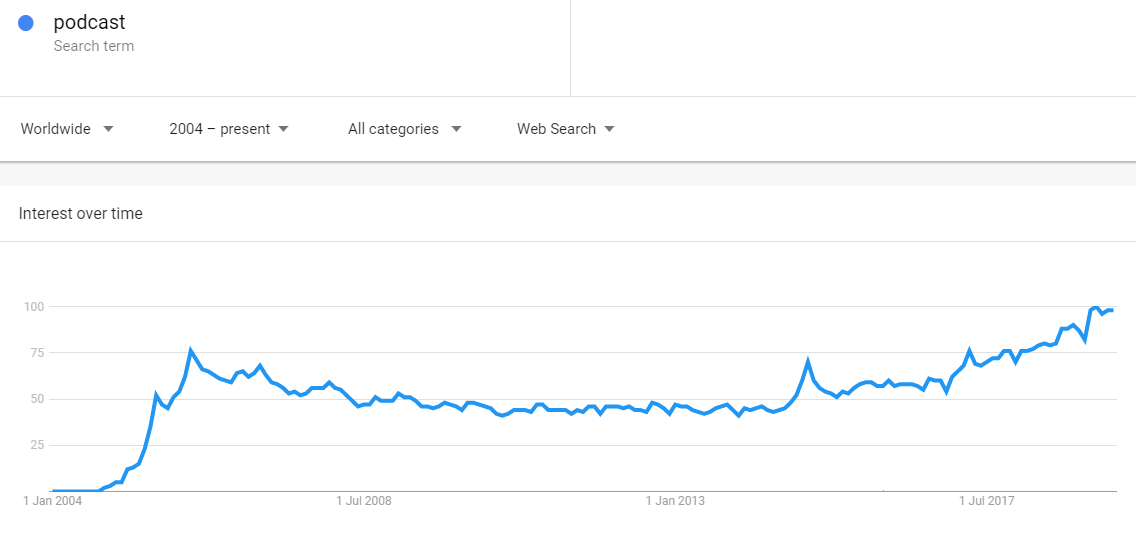 podcast
Search term
Worldwide 2004 – present All categories Web Search
Interest over time
100
75
50
25
1 Jan 2004 1 Jul 2008 1 Jan 2013 1 Jul 2017